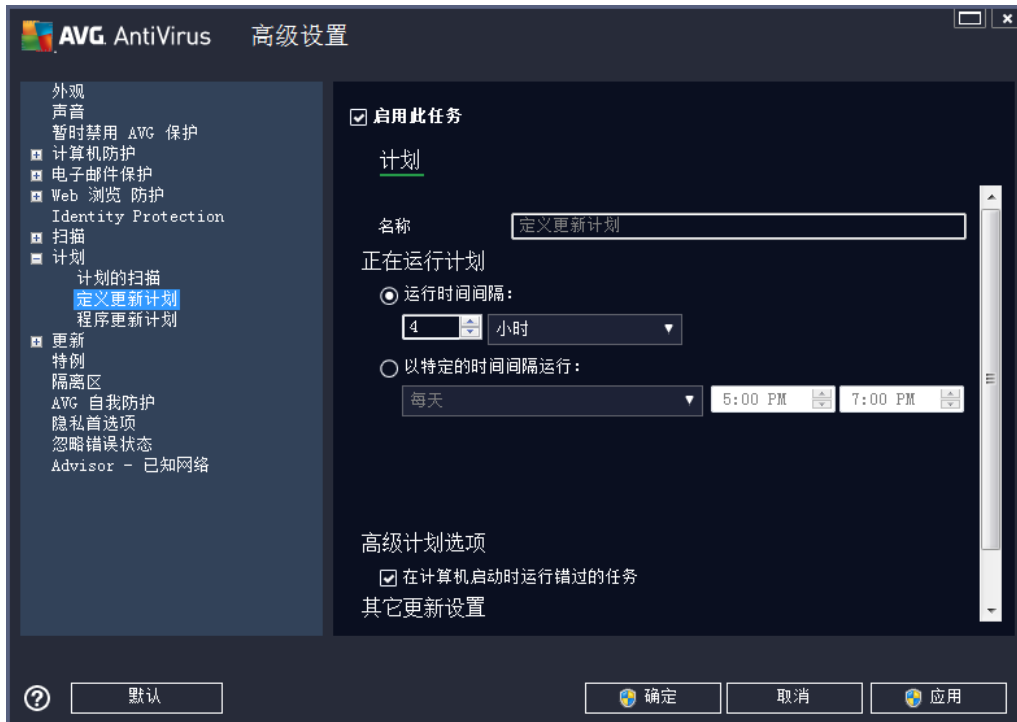 AVG AntiVirus 高级设置
外观
声音
暂时禁用 AVG 保护
计算机防护
电子邮件保护
Web 浏览 防护
Identity Protection
扫描
计划
计划的扫描
定义更新计划
程序更新计划
更新
特例
隔离区
AVG 自我防护
隐私首选项
忽略错误状态
Advisor - 已知网络
启用此任务
计划
名称 定义更新计划
正在运行计划
运行时间间隔:
4 小时
以特定的时间间隔运行:
每天 5:00 PM 7:00 PM
高级计划选项
在计算机启动时运行错过的任务
其它更新设置
默认 确定 取消 应用